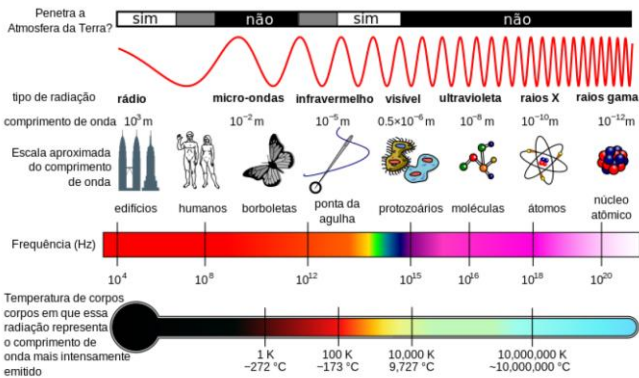 Penetra a
Atmosfera da Terra?
sim não sim não
tipo de radiação rádio micro-ondas infravermelho visível ultravioleta raios X raios gama
comprimento de onda 10³ m 10⁻² m 10⁻⁵ m 0.5×10⁻⁶ m 10⁻⁸ m 10⁻¹⁰ m 10⁻¹² m
Escala aproximada
do comprimento
de onda
edifícios humanos borboletas ponta da agulha protozoários moléculas átomos núcleo atômico
Frequência (Hz)
10⁴ 10⁸ 10¹² 10¹⁵ 10¹⁶ 10¹⁸ 10²⁰
Temperatura de corpos
corpos em que essa
radiação representa
o comprimento de
onda mais intensamente
emitido
1 K 100 K 10,000 K 10,000,000 K
−272 °C −173 °C 9,727 °C ~10,000,000 °C